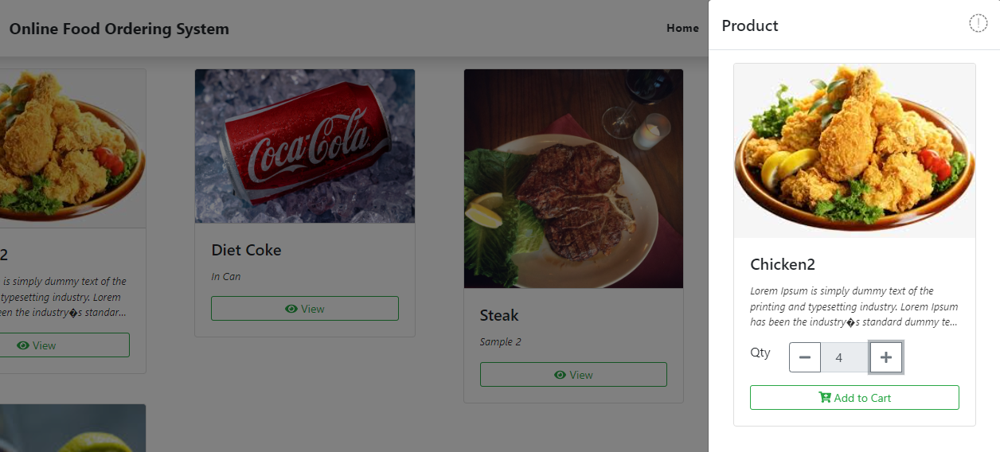 Online Food Ordering System
Home
Product
Coca-Cola
2
is simply dummy text of the
typesetting industry. Lorem
en the industry�s standar...
View
Diet Coke
In Can
View
Steak
Sample 2
View
Chicken2
Lorem Ipsum is simply dummy text of the
printing and typesetting industry. Lorem Ipsum
has been the industry�s standard dummy te...
Qty
4
Add to Cart